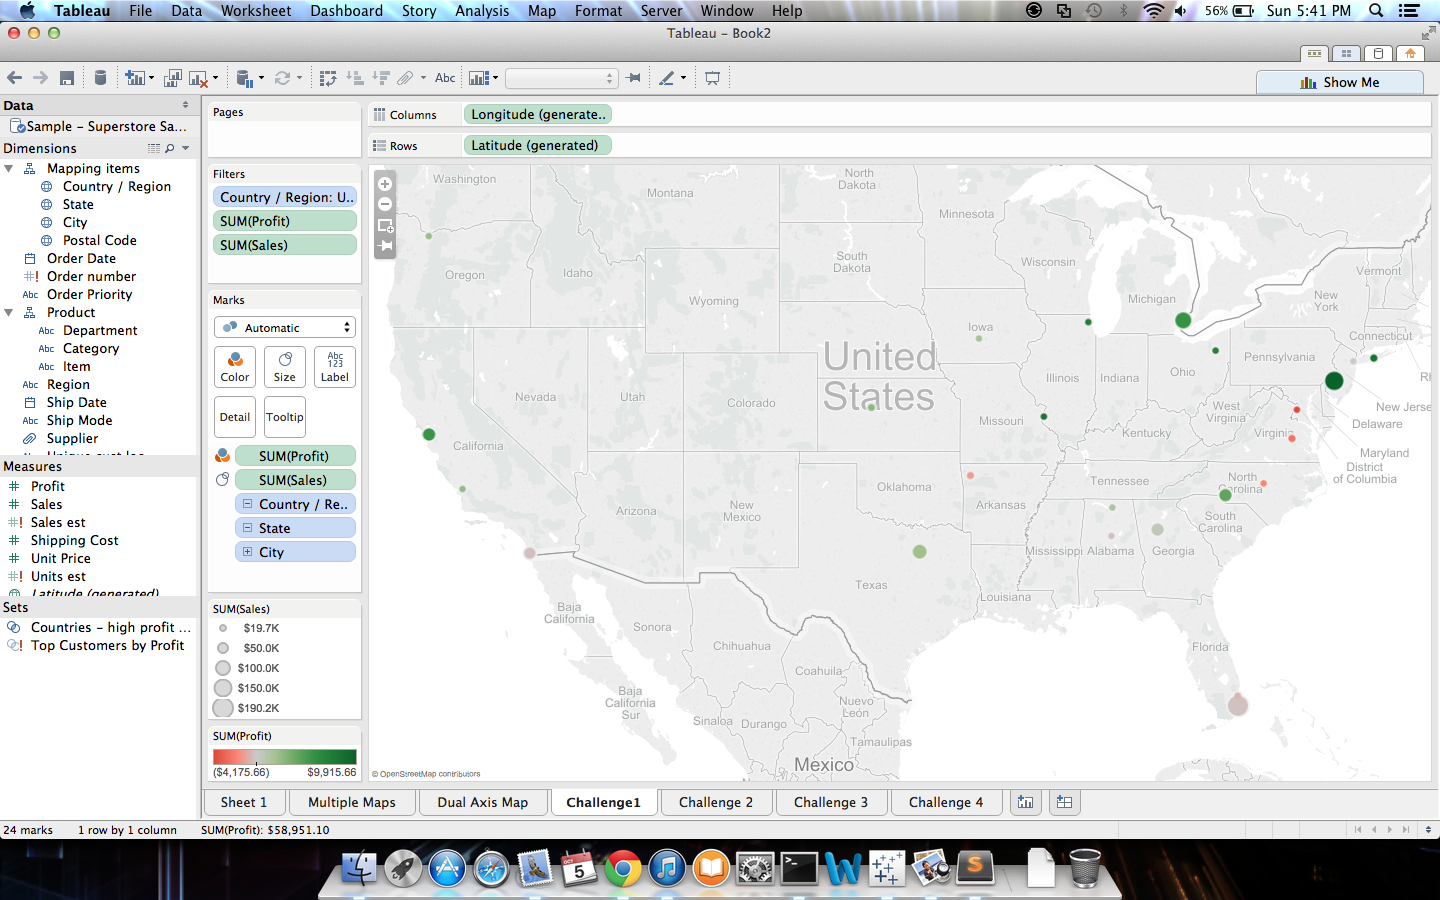 Tableau File Data Worksheet Dashboard Story Analysis Map Format Server Window Help 56% Sun 5:41 PM
Tableau - Book2
Abc
Show Me
Data
Sample - Superstore Sa...
Dimensions
Mapping items
Country / Region
State
City
Postal Code
Order Date
Order number
Abc Order Priority
Product
Abc Department
Abc Category
Abc Item
Abc Region
Ship Date
Abc Ship Mode
Supplier
Measures
Profit
Sales
Sales est
Shipping Cost
Unit Price
Units est
Latitude (generated)
Sets
Countries - high profit ...
Top Customers by Profit
Pages
Filters
Country / Region: U..
SUM(Profit)
SUM(Sales)
Marks
Automatic
Color
Size
Abc
123
Label
Detail
Tooltip
SUM(Profit)
SUM(Sales)
Country / Re..
State
City
SUM(Sales)
$19.7K
$50.0K
$100.0K
$150.0K
$190.2K
SUM(Profit)
($4,175.66) $9,915.66
Columns
Longitude (generate..
Rows
Latitude (generated)
Washington
Montana
North
Dakota
Minnesota
Oregon
Idaho
South
Dakota
Wisconsin
Vermont
Wyoming
Michigan
New
York
Iowa
Connecticut
United
States
Pennsylvania
Nevada
Utah
Colorado
Illinois
Indiana
Ohio
West
Virginia
New Jerse
Delaware
California
Missouri
Kentucky
Virginia
Maryland
District
of Columbia
Arizona
New
Mexico
Oklahoma
Arkansas
Tennessee
North
Carolina
South
Carolina
Mississippi
Alabama
Georgia
Texas
Louisiana
Baja
California
Sonora
Chihuahua
Coahuila
Florida
Baja
California
Sur
Sinaloa
Durango
Nuevo
León
Tamaulipas
Mexico
© OpenStreetMap contributors
Sheet 1
Multiple Maps
Dual Axis Map
Challenge1
Challenge 2
Challenge 3
Challenge 4
24 marks
1 row by 1 column
SUM(Profit): $58,951.10
OCT
5